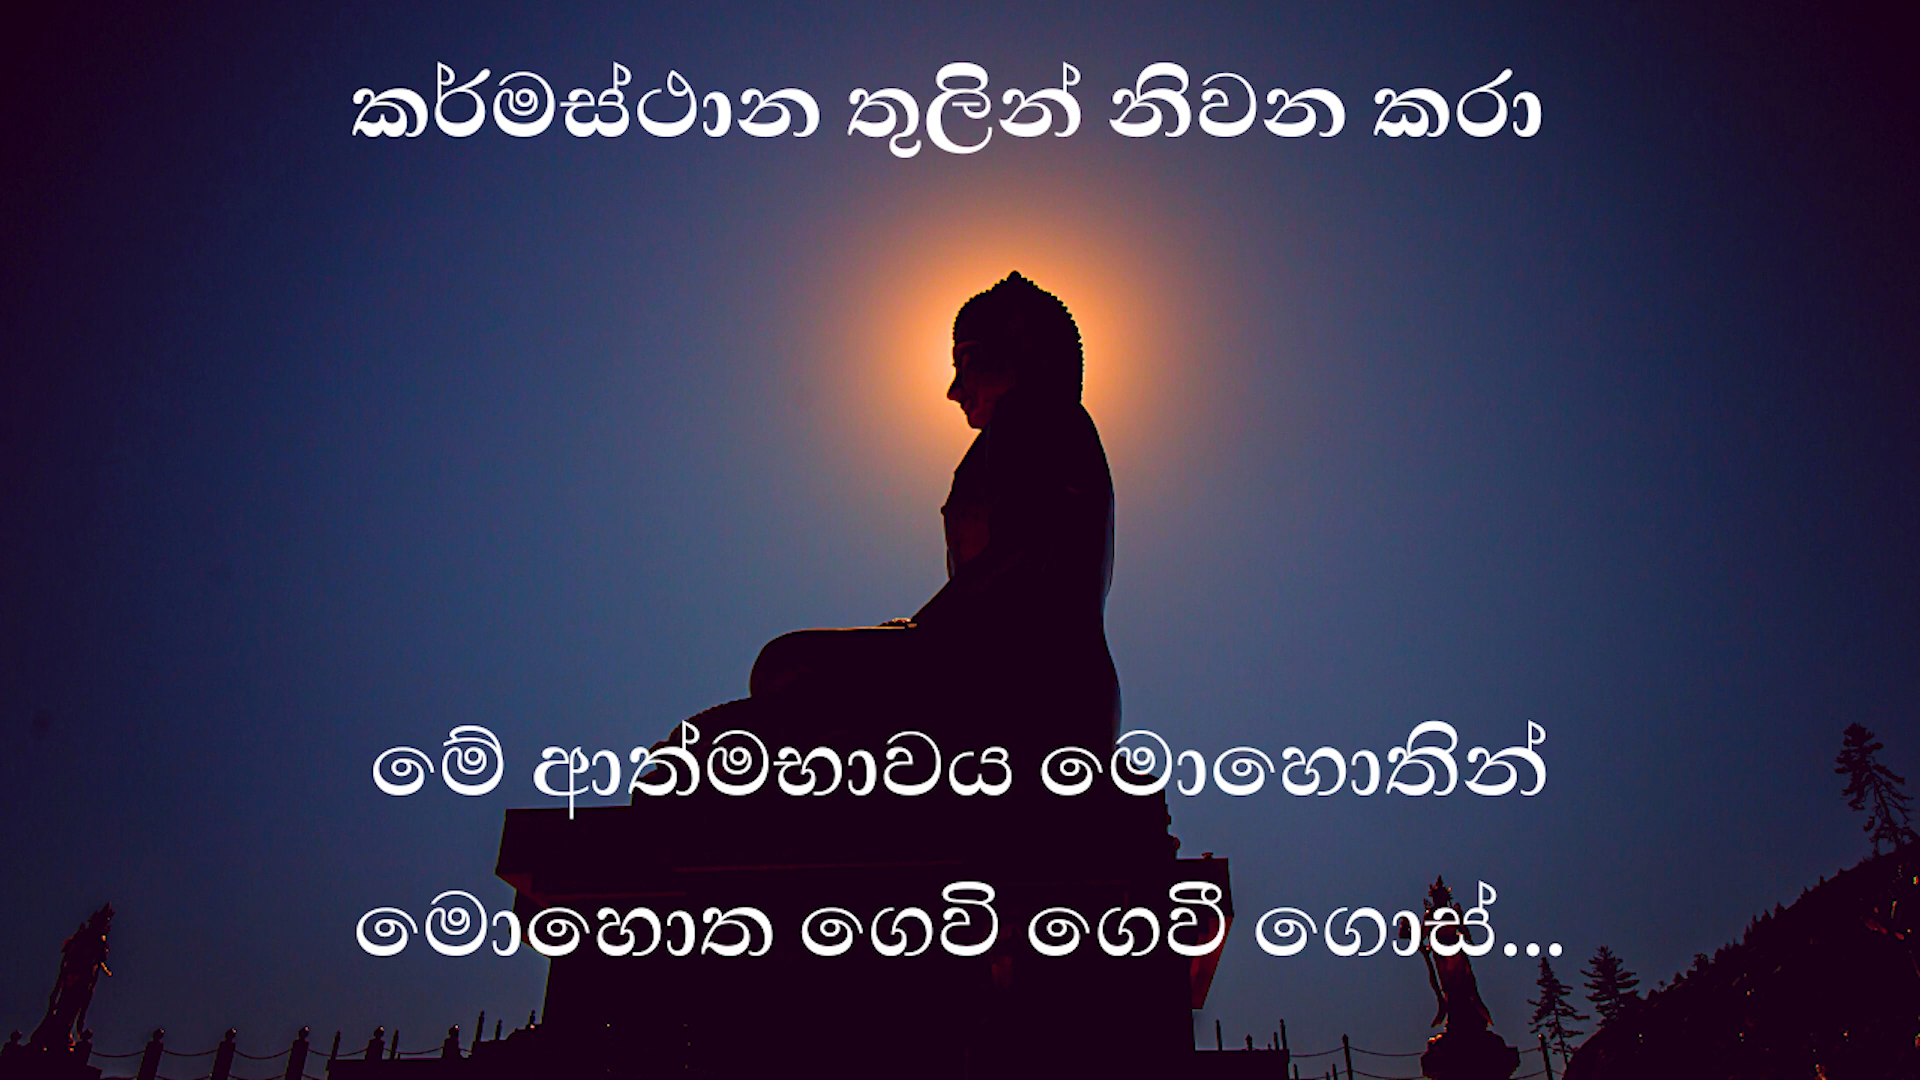 කර්මස්ථාන තුලින් නිවන කරා
මේ ආත්මභාවය මොහොතින්
මොහොත ගෙවි ගෙවී ගොස්...